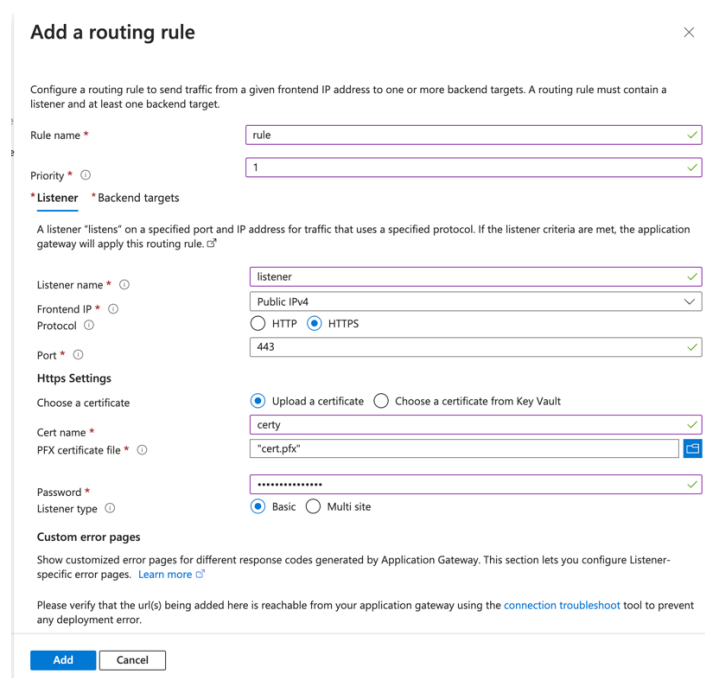 Add a routing rule
Configure a routing rule to send traffic from a given frontend IP address to one or more backend targets. A routing rule must contain a
listener and at least one backend target.
Rule name *
rule
Priority *
1
* Listener * Backend targets
A listener "listens" on a specified port and IP address for traffic that uses a specified protocol. If the listener criteria are met, the application
gateway will apply this routing rule.
Listener name *
listener
Frontend IP *
Public IPv4
Protocol
HTTP HTTPS
Port *
443
Https Settings
Choose a certificate
Upload a certificate Choose a certificate from Key Vault
Cert name *
certy
PFX certificate file *
"cert.pfx"
Password *
•••••••••••••••
Listener type
Basic Multi site
Custom error pages
Show customized error pages for different response codes generated by Application Gateway. This section lets you configure Listener-
specific error pages. Learn more
Please verify that the url(s) being added here is reachable from your application gateway using the connection troubleshoot tool to prevent
any deployment error.
Add Cancel